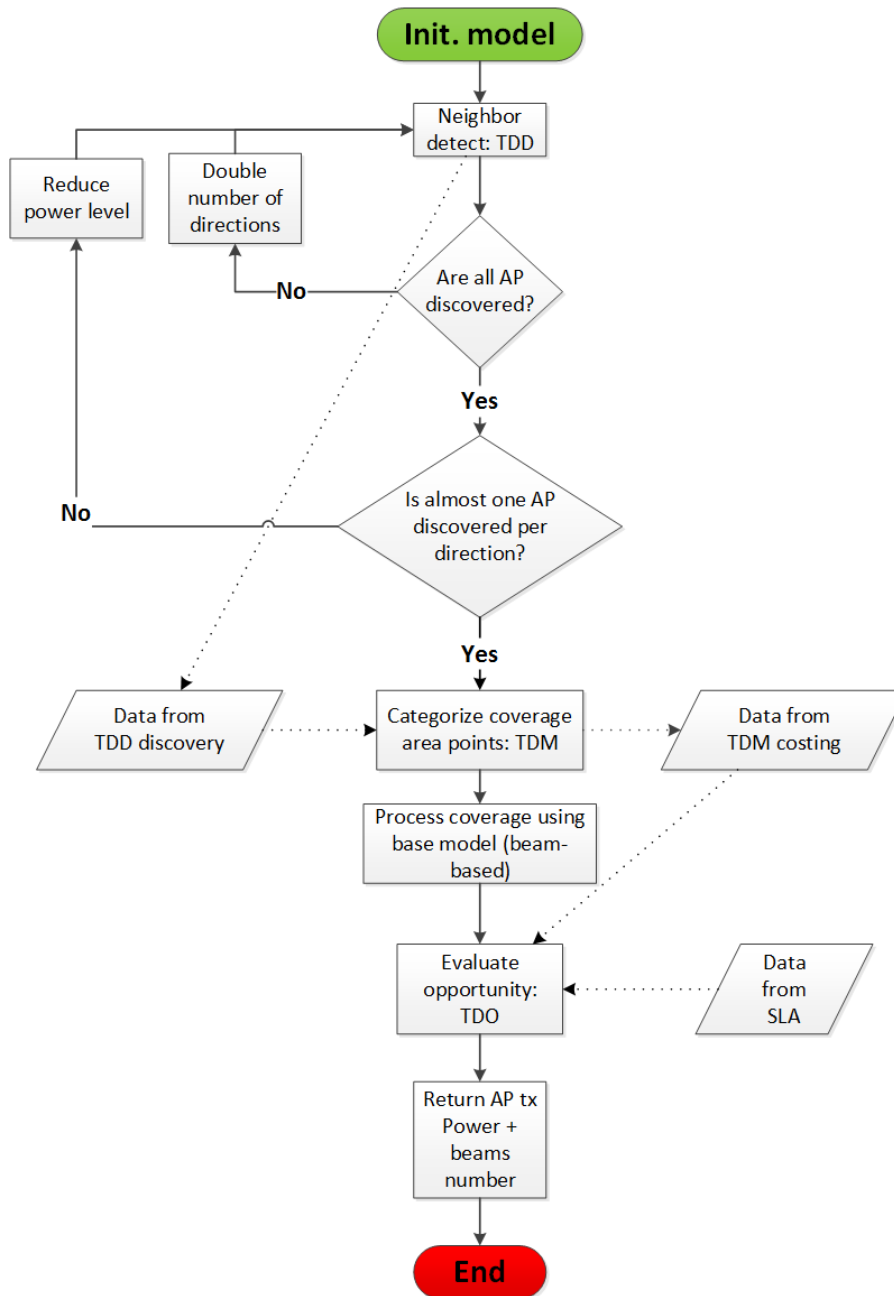 Init. model
Neighbor
detect: TDD
Reduce
power level
Double
number of
directions
Are all AP
discovered?
No
Yes
Is almost one AP
discovered per
direction?
No
Yes
Data from
TDD discovery
Categorize coverage
area points: TDM
Data from
TDM costing
Process coverage using
base model (beam-
based)
Evaluate
opportunity:
TDO
Data
from
SLA
Return AP tx
Power +
beams
number
End